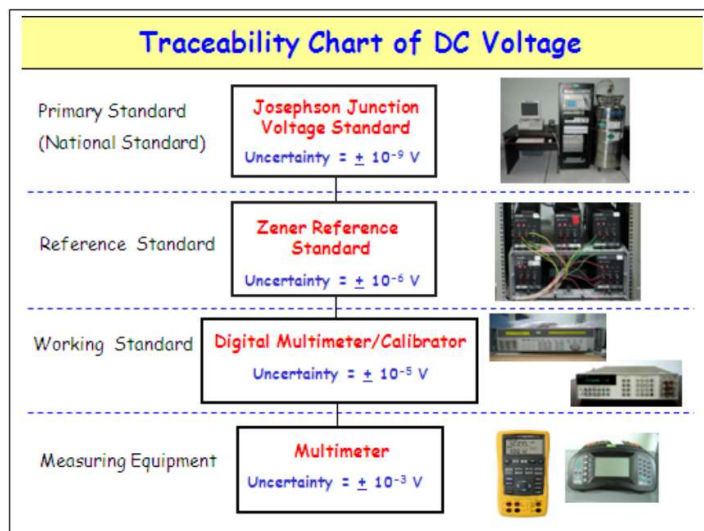 Traceability Chart of DC Voltage
Primary Standard
(National Standard)
Josephson Junction
Voltage Standard
Uncertainty = ± 10⁻⁹ V
Reference Standard
Zener Reference
Standard
Uncertainty = ± 10⁻⁶ V
Working Standard
Digital Multimeter/Calibrator
Uncertainty = ± 10⁻⁵ V
Measuring Equipment
Multimeter
Uncertainty = ± 10⁻³ V